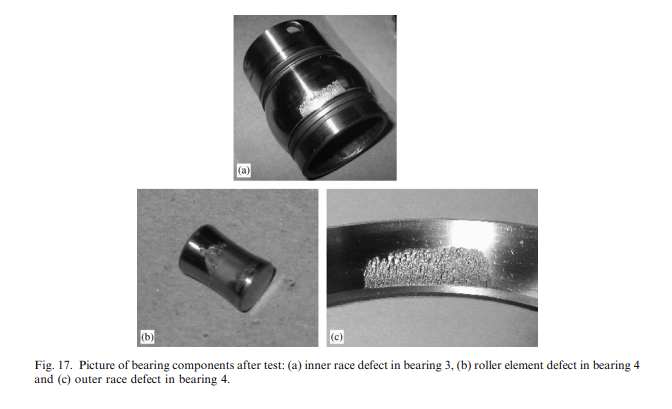 (a)
(b)
(c)
Fig. 17. Picture of bearing components after test: (a) inner race defect in bearing 3, (b) roller element defect in bearing 4
and (c) outer race defect in bearing 4.